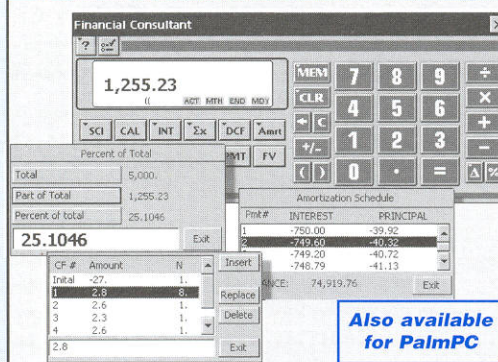 Financial Consultant
?
1,255.23
(( ACT MTH END MDY
MEM 7 8 9 ÷
CLR 4 5 6 ×
C 1 2 3 +
+/- −
( ) 0 . = Δ %
SCI CAL INT Σx DCF Amrt
PMT FV
Percent of Total
Total 5,000.
Part of Total 1,255.23
Percent of total 25.1046
25.1046 Exit
Amortization Schedule
Pmt# INTEREST PRINCIPAL
1 -750.00 -39.92
2 -749.60 -40.32
-749.20 -40.72
-748.79 -41.13
ANCE: 74,919.76 Exit
CF # Amount N Insert
Inital -27. 1.
1 2.8 8. Replace
2 2.6 1. Delete
3 2.3 1.
4 2.6 1.
2.8 Exit
Also available
for PalmPC